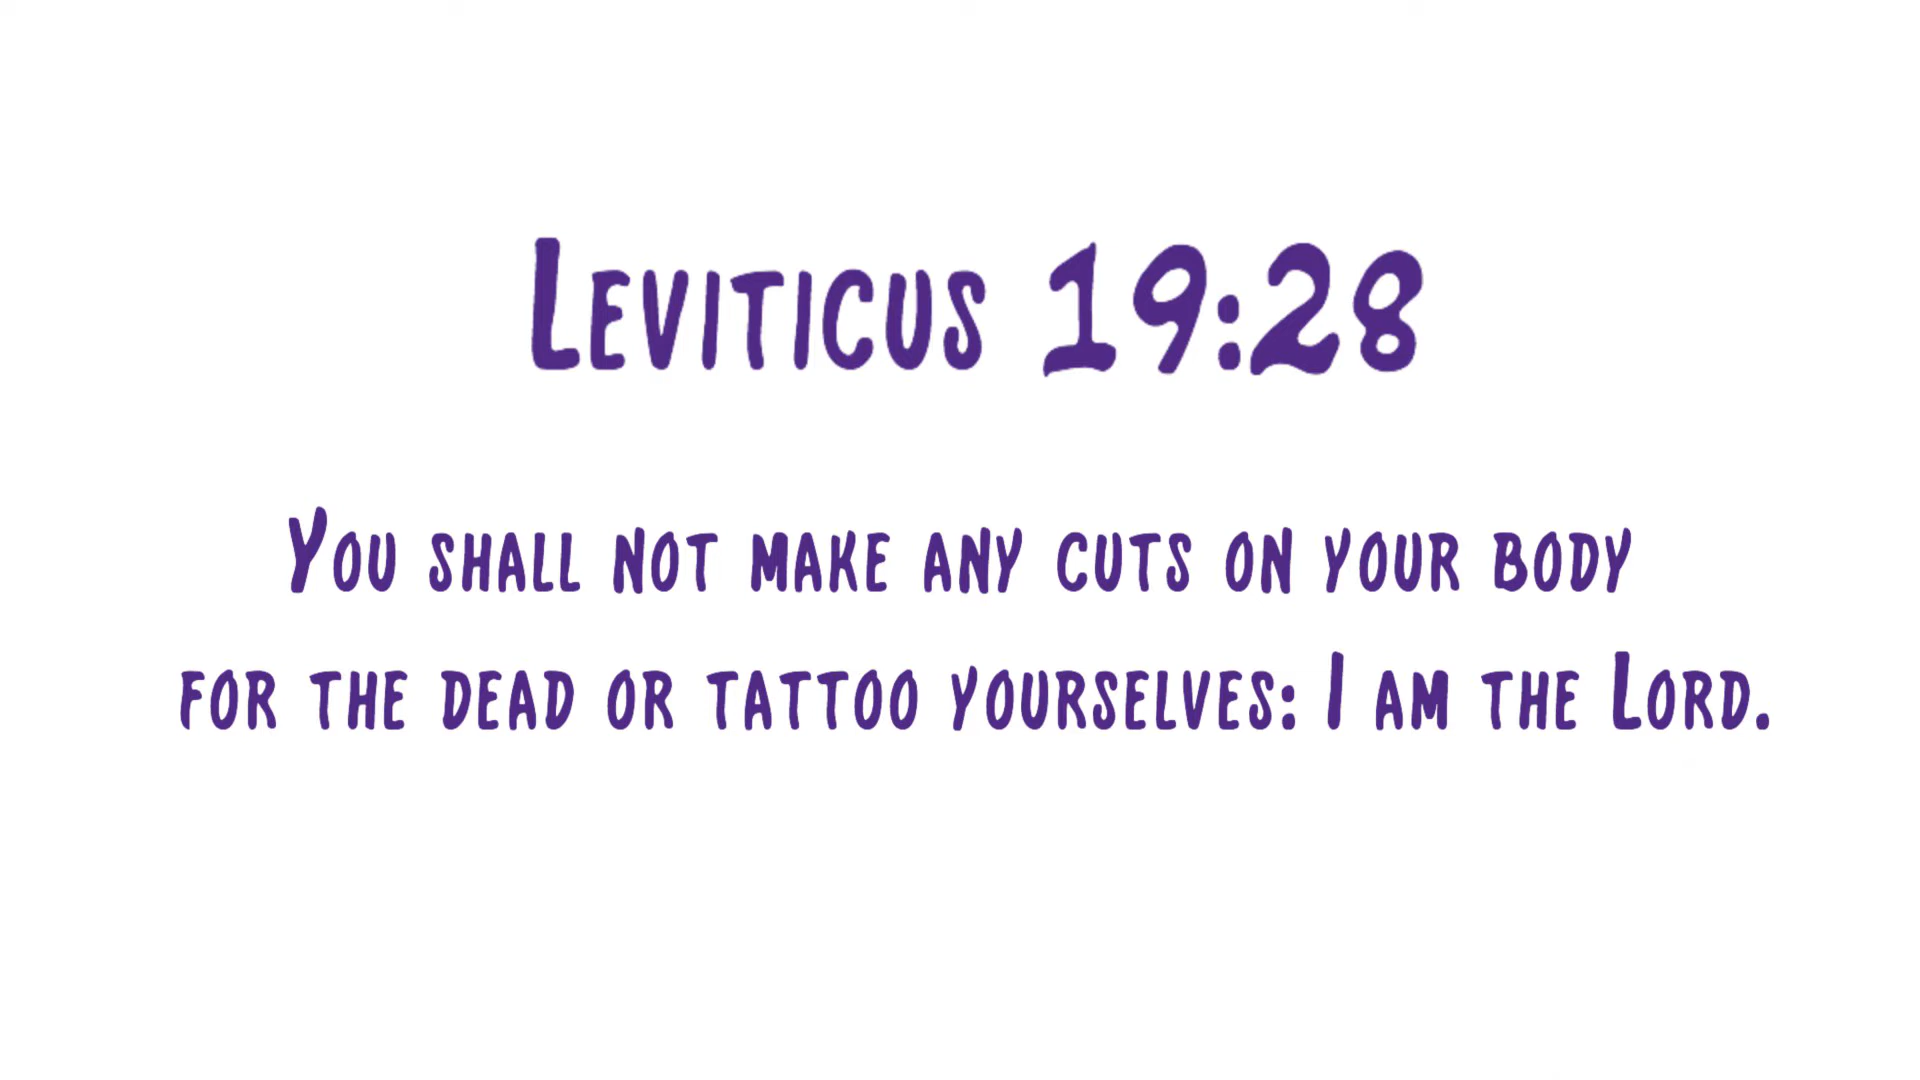 Leviticus 19:28
You shall not make any cuts on your body
for the dead or tattoo yourselves: I am the Lord.